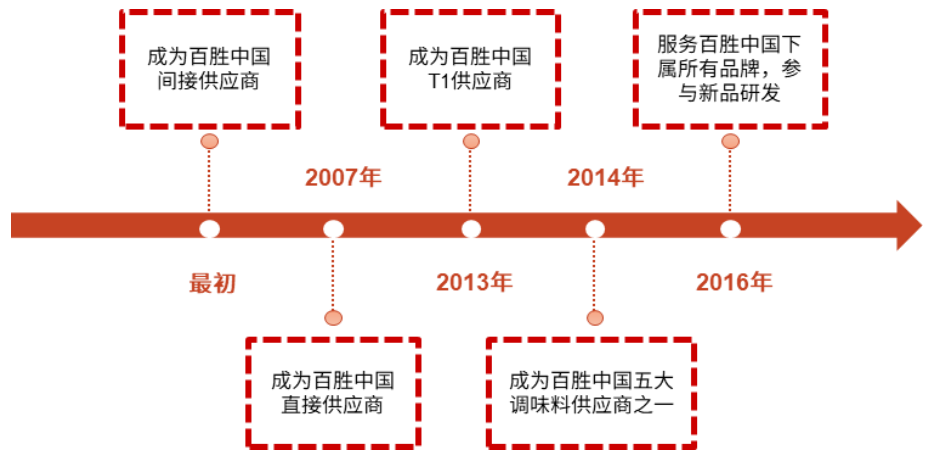 成为百胜中国
间接供应商
成为百胜中国
T1供应商
服务百胜中国下
属所有品牌，参
与新品研发
2007年
2014年
最初
2013年
2016年
成为百胜中国
直接供应商
成为百胜中国五大
调味料供应商之一